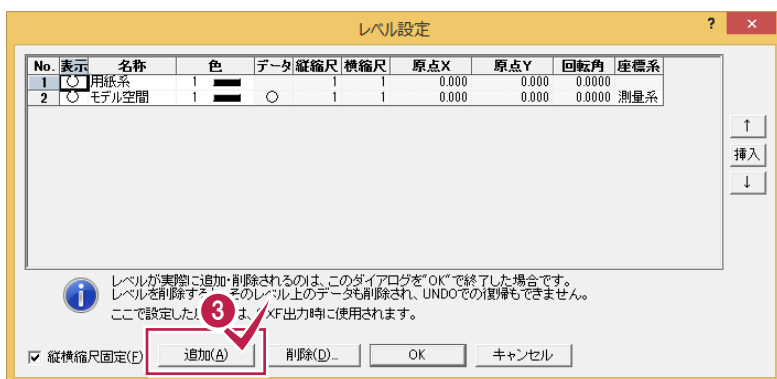 レベル設定
? ×
No. 表示 名称 色 データ 縦縮尺 横縮尺 原点X 原点Y 回転角 座標系
1 ○ 用紙系 1 1 1 0.000 0.000 0.0000
2 ○ モデル空間 1 ○ 1 1 0.000 0.000 0.0000 測量系
↑
挿入
↓
レベルが実際に追加・削除されるのは、このダイアログを"OK"で終了した場合です。
レベルを削除する そのレベル上のデータも削除され、UNDOでの復帰もできません。
ここで設定した は、 XF出力時に使用されます。
3
縦横縮尺固定(F) 追加(A) 削除(D)... OK キャンセル